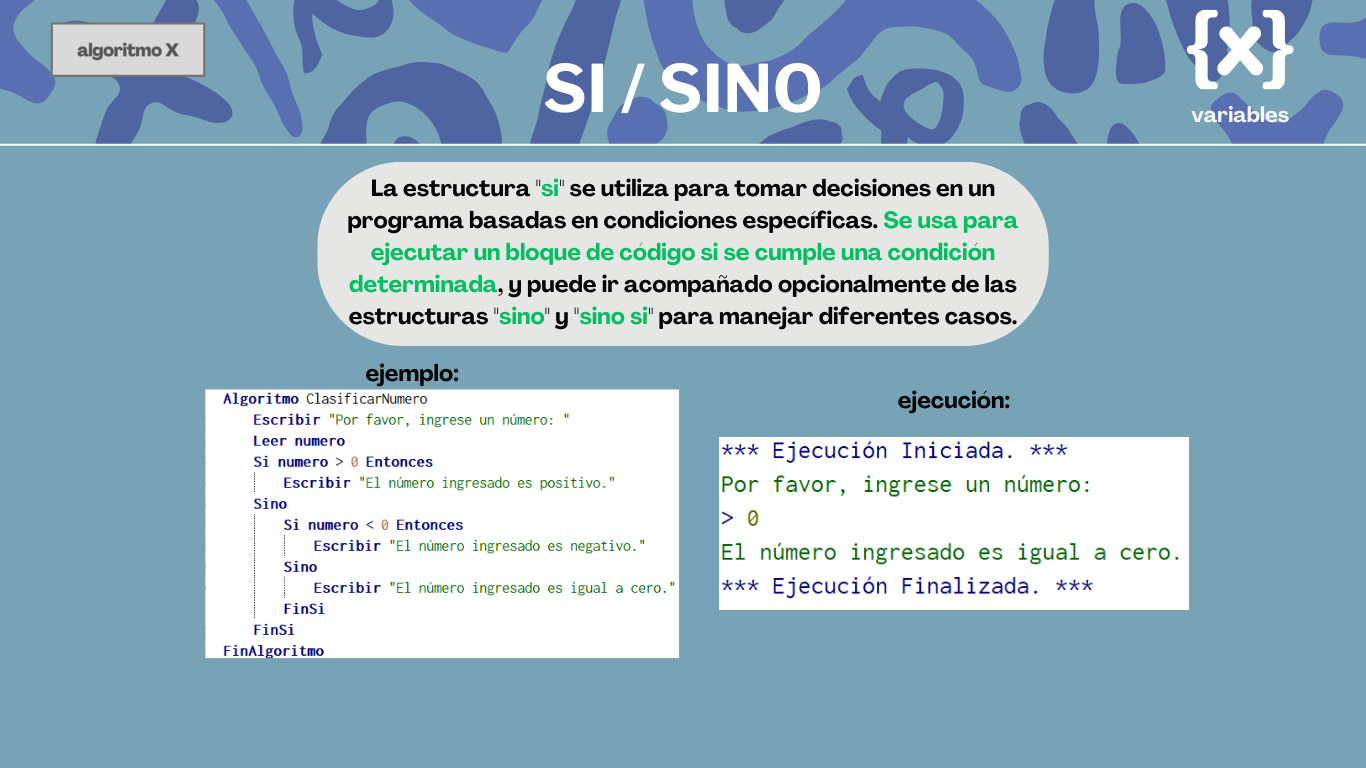 algoritmo X
SI / SINO
{x}
variables
La estructura "si" se utiliza para tomar decisiones en un
programa basadas en condiciones específicas. Se usa para
ejecutar un bloque de código si se cumple una condición
determinada, y puede ir acompañado opcionalmente de las
estructuras "sino" y "sino si" para manejar diferentes casos.
ejemplo:
Algoritmo ClasificarNumero
Escribir "Por favor, ingrese un número: "
Leer numero
Si numero > 0 Entonces
Escribir "El número ingresado es positivo."
Sino
Si numero < 0 Entonces
Escribir "El número ingresado es negativo."
Sino
Escribir "El número ingresado es igual a cero."
FinSi
FinSi
FinAlgoritmo
ejecución:
*** Ejecución Iniciada. ***
Por favor, ingrese un número:
> 0
El número ingresado es igual a cero.
*** Ejecución Finalizada. ***